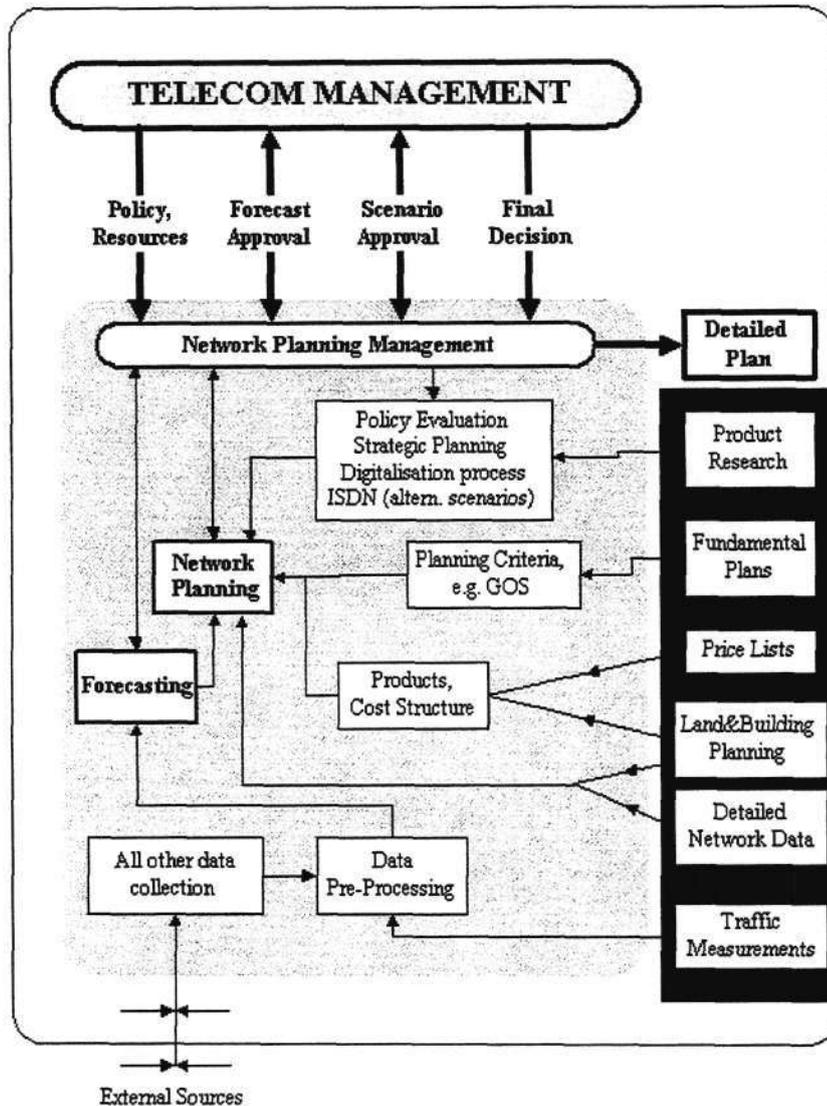 TELECOM MANAGEMENT
Policy,
Resources
Forecast
Approval
Scenario
Approval
Final
Decision
Network Planning Management
Detailed
Plan
Policy Evaluation
Strategic Planning
Digitalisation process
ISDN (altern. scenarios)
Product
Research
Network
Planning
Planning Criteria,
e.g. GOS
Fundamental
Plans
Forecasting
Products,
Cost Structure
Price Lists
Land&Building
Planning
Detailed
Network Data
All other data
collection
Data
Pre-Processing
Traffic
Measurements
External Sources